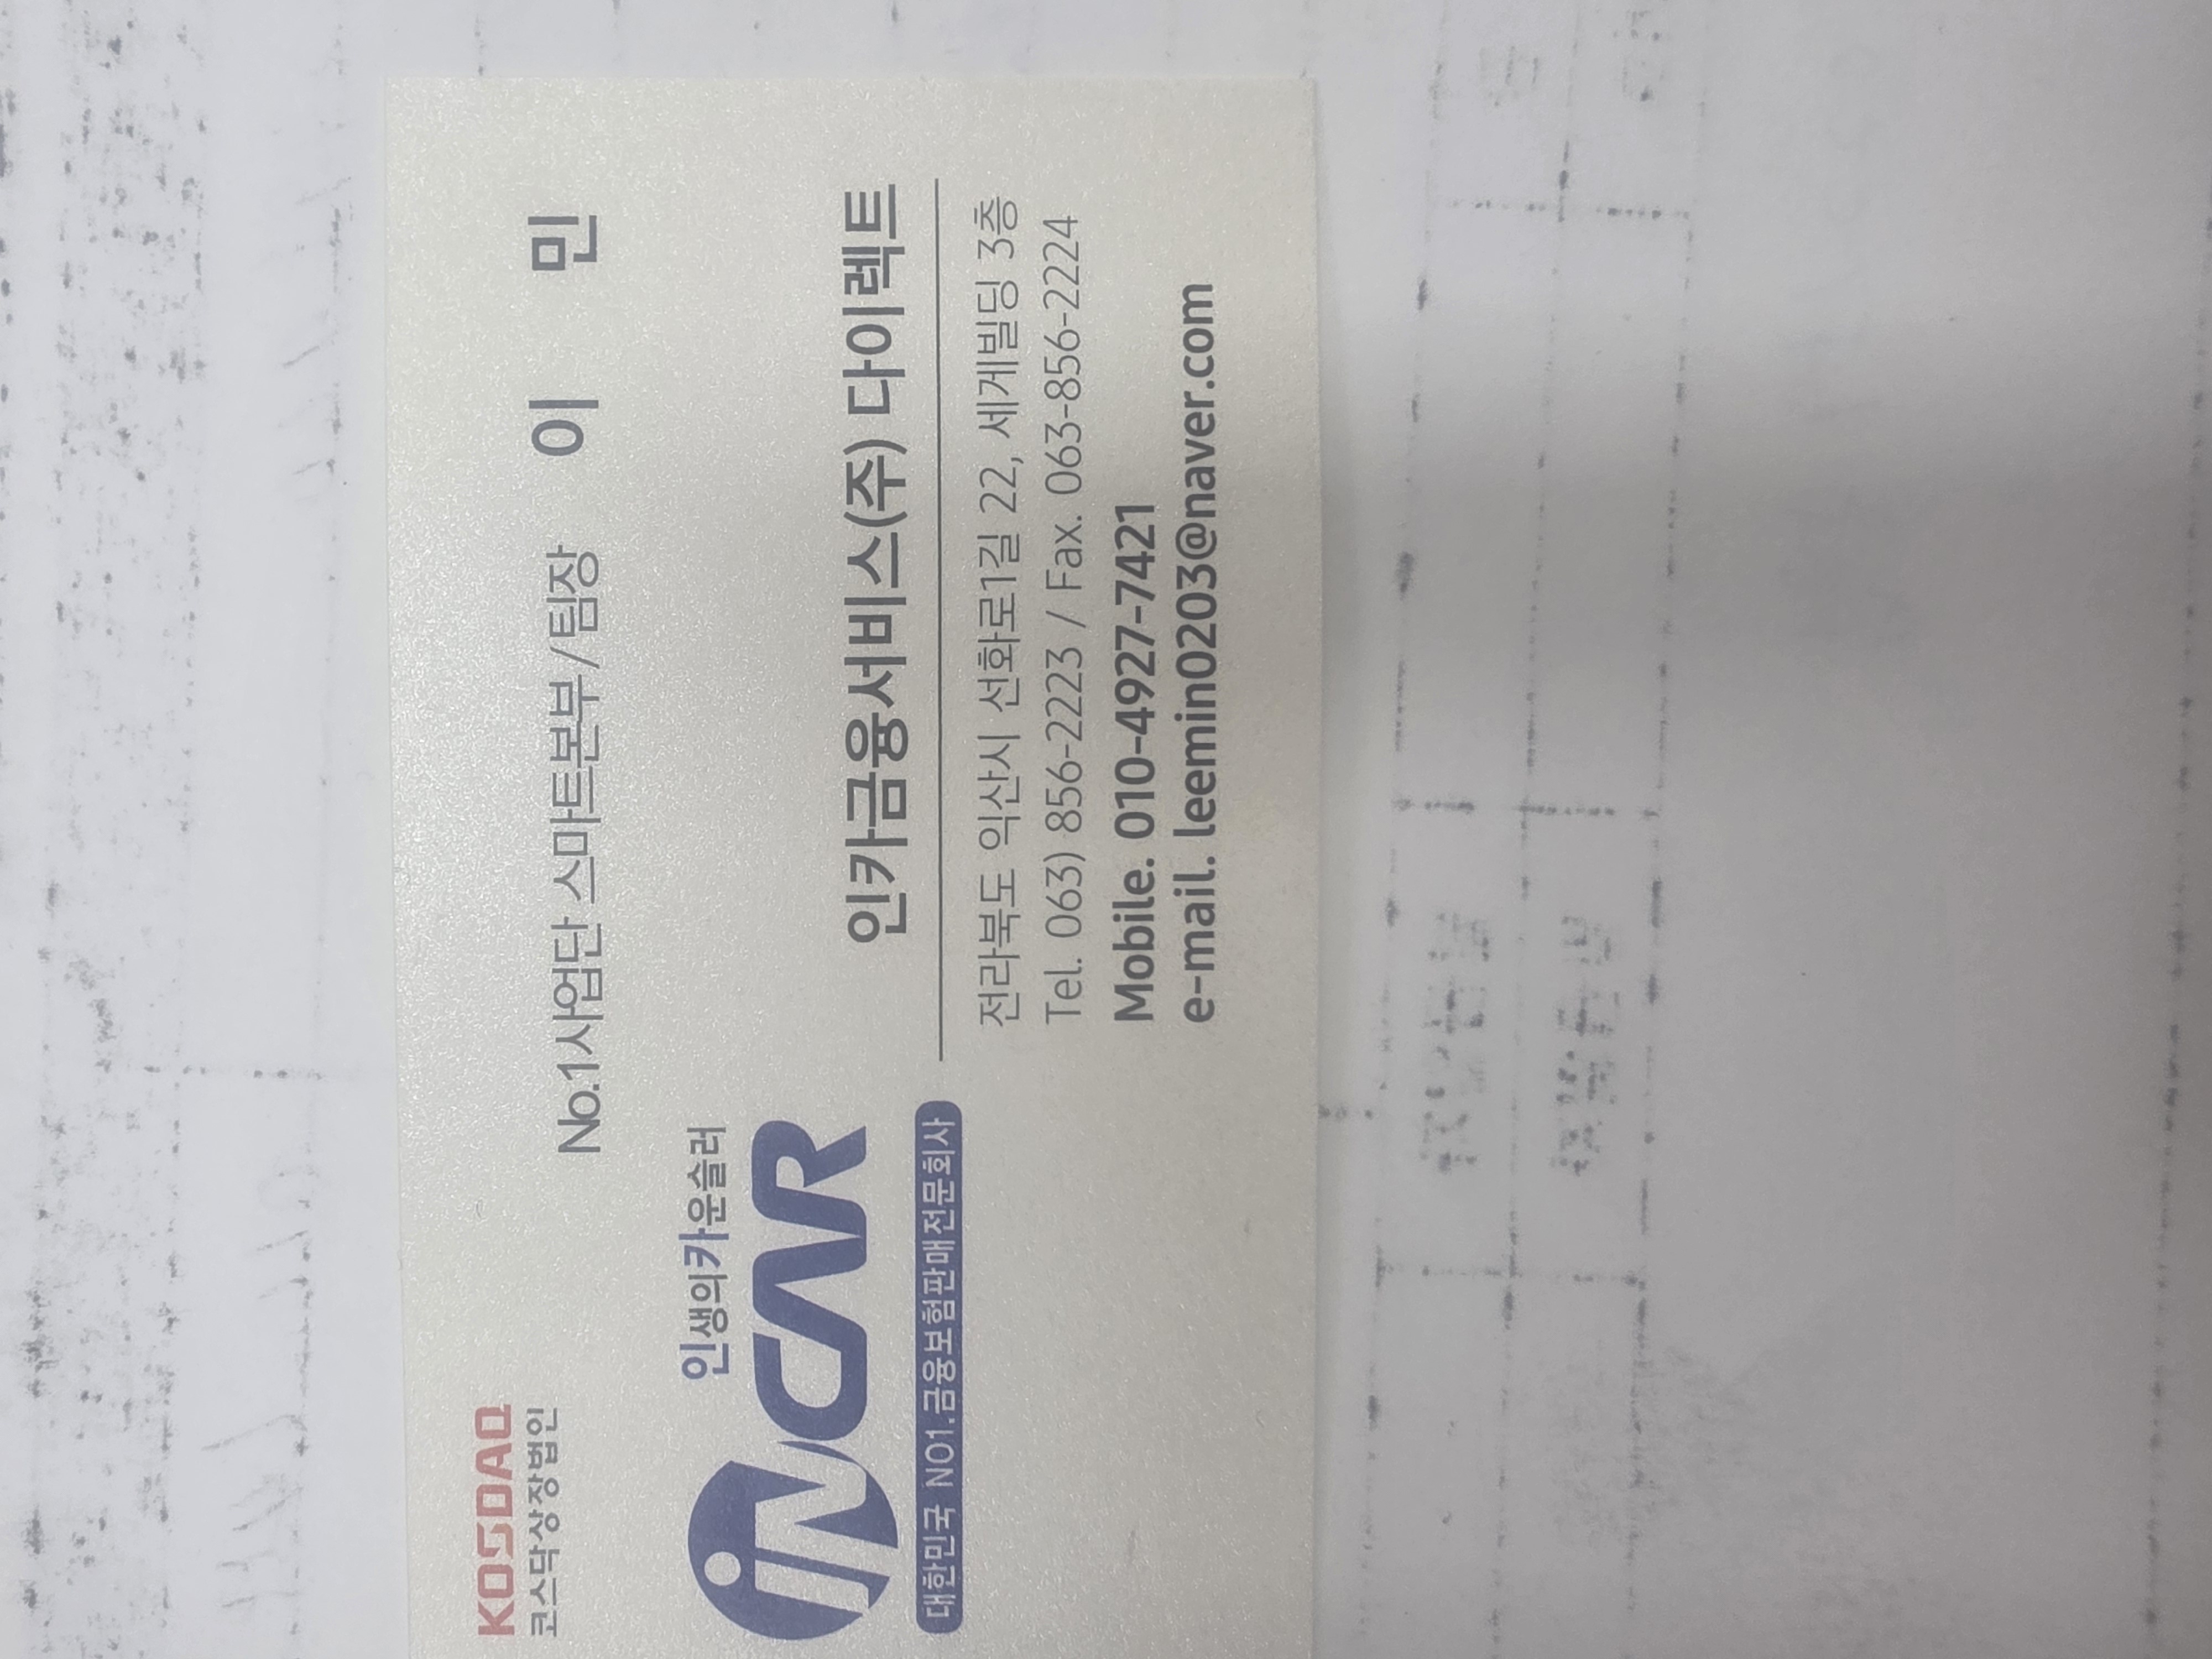 KOSDAQ
코스닥상장법인
No.1사업단 스마트본부/팀장 이 민
인생의카운슬러
iNCAR
대한민국 NO1.금융보험판매전문회사
인카금융서비스(주) 다이렉트
전라북도 익산시 선화로1길 22, 세계빌딩 3층
Tel. 063) 856-2223 / Fax. 063-856-2224
Mobile. 010-4927-7421
e-mail. leemin0203@naver.com